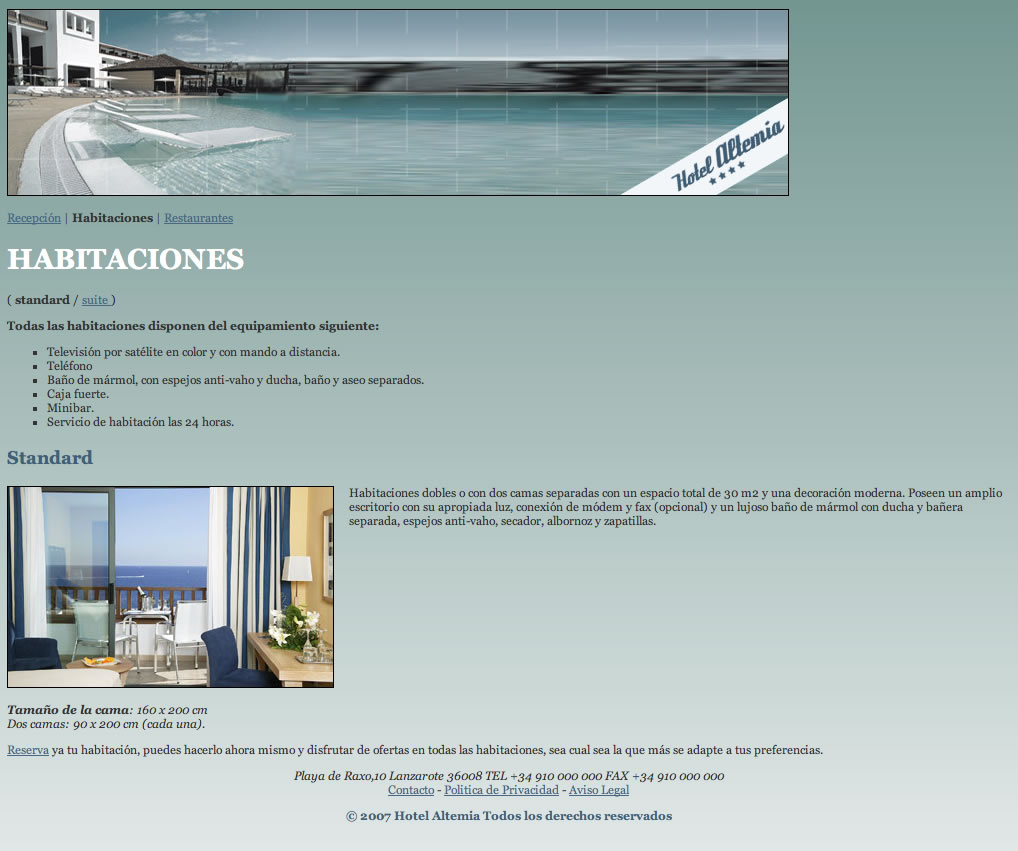 Hotel Altemia
Recepción | Habitaciones | Restaurantes
HABITACIONES
( standard / suite )
Todas las habitaciones disponen del equipamiento siguiente:
Televisión por satélite en color y con mando a distancia.
Teléfono
Baño de mármol, con espejos anti-vaho y ducha, baño y aseo separados.
Caja fuerte.
Minibar.
Servicio de habitación las 24 horas.
Standard
Habitaciones dobles o con dos camas separadas con un espacio total de 30 m2 y una decoración moderna. Poseen un amplio
escritorio con su apropiada luz, conexión de módem y fax (opcional) y un lujoso baño de mármol con ducha y bañera
separada, espejos anti-vaho, secador, albornoz y zapatillas.
Tamaño de la cama: 160 x 200 cm
Dos camas: 90 x 200 cm (cada una).
Reserva ya tu habitación, puedes hacerlo ahora mismo y disfrutar de ofertas en todas las habitaciones, sea cual sea la que más se adapte a tus preferencias.
Playa de Raxo,10 Lanzarote 36008 TEL +34 910 000 000 FAX +34 910 000 000
Contacto - Politica de Privacidad - Aviso Legal
© 2007 Hotel Altemia Todos los derechos reservados